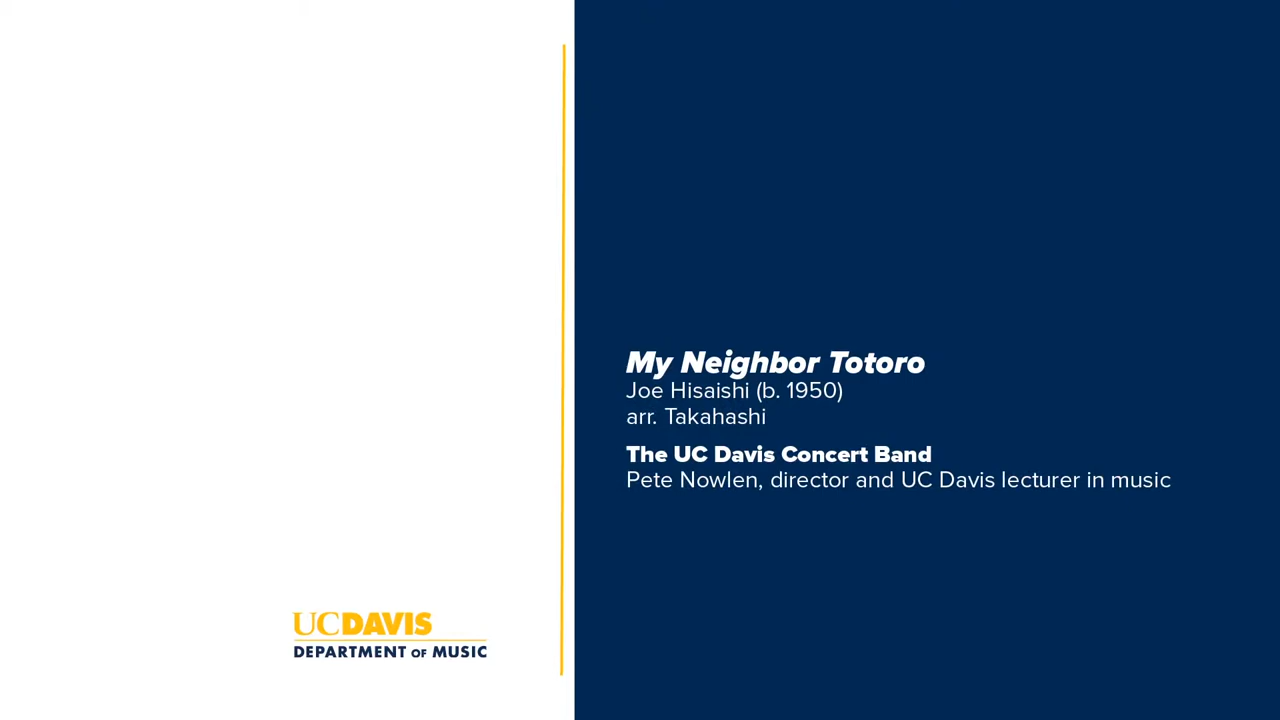 My Neighbor Totoro
Joe Hisaishi (b. 1950)
arr. Takahashi
The UC Davis Concert Band
Pete Nowlen, director and UC Davis lecturer in music
UCDAVIS
DEPARTMENT OF MUSIC